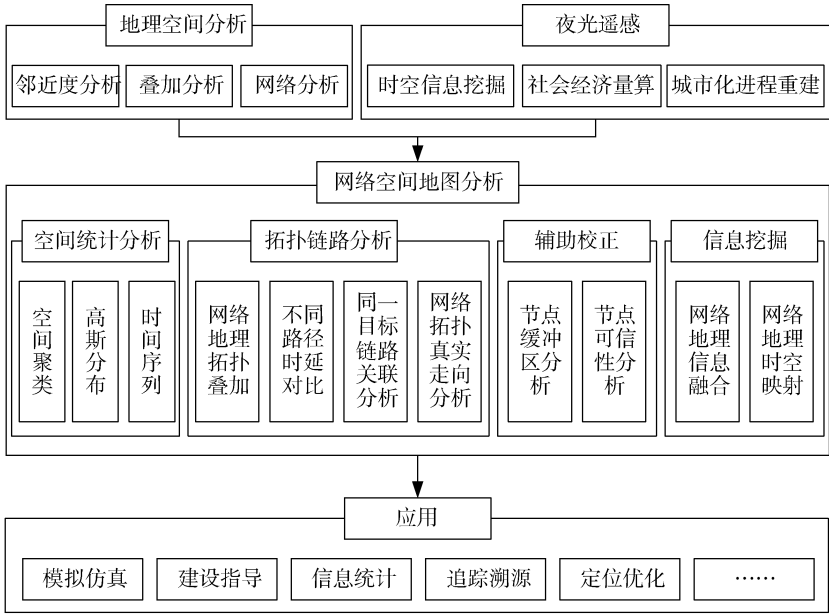 地理空间分析
夜光遥感
邻近度分析
叠加分析
网络分析
时空信息挖掘
社会经济量算
城市化进程重建
网络空间地图分析
空间统计分析
拓扑链路分析
辅助校正
信息挖掘
空
间
聚
类
高
斯
分
布
时
间
序
列
网络
地理
拓扑
叠加
不同
路径
时延
对比
同一
目标
链路
关联
分析
网络
拓扑
真实
走向
分析
节点
缓冲
区分
析
节点
可信
性分
析
网络
地理
信息
融合
网络
地理
时空
映射
应用
模拟仿真
建设指导
信息统计
追踪溯源
定位优化
……